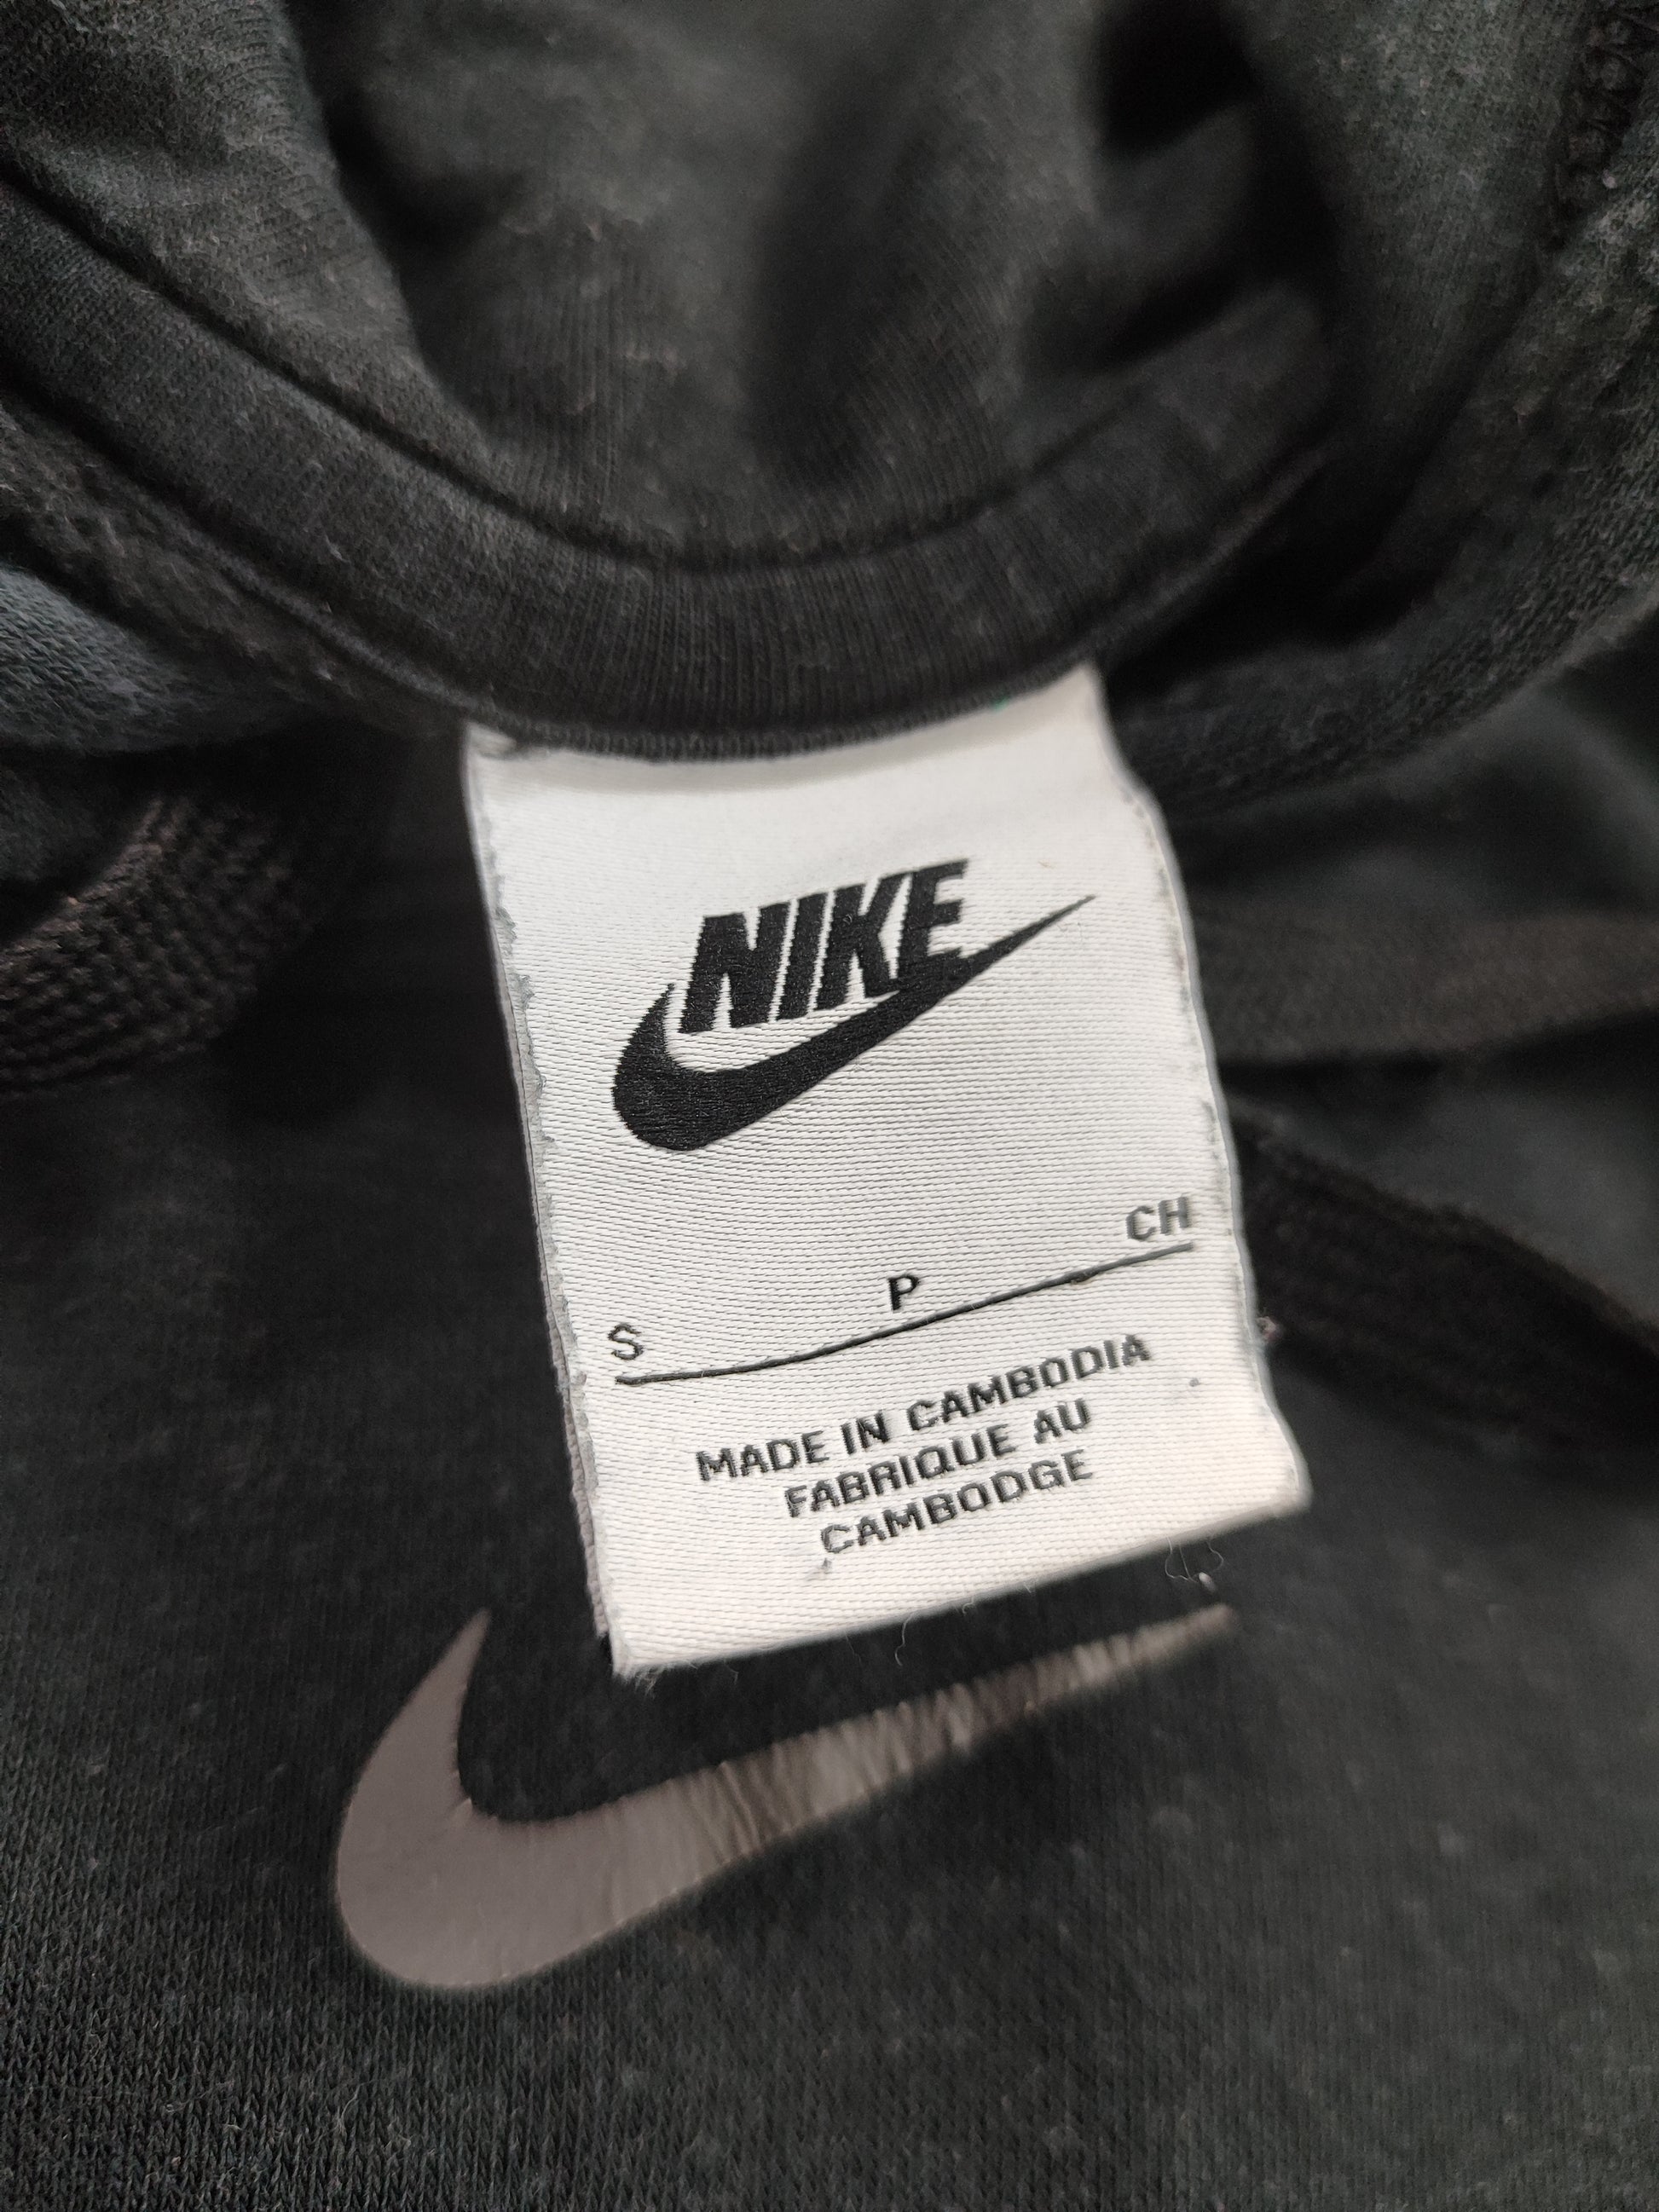 NIKE
S P CH
MADE IN CAMBODIA
FABRIQUE AU
CAMBODGE